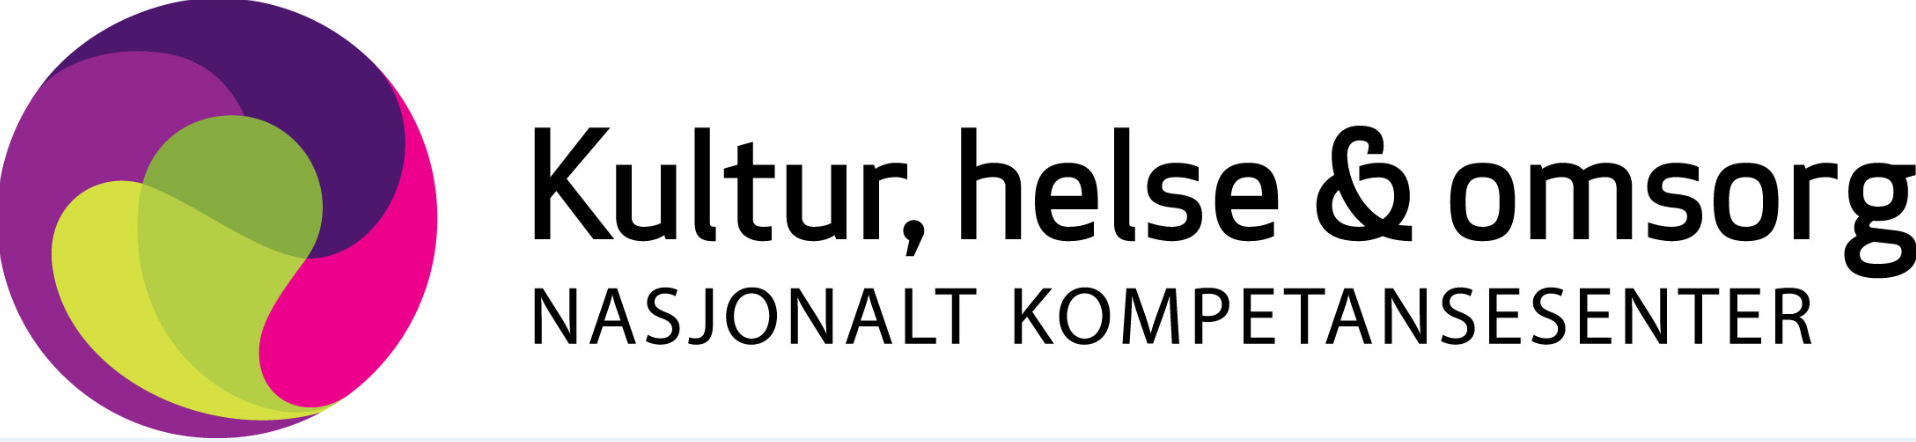 Kultur, helse & omsorg
NASJONALT KOMPETANSESENTER